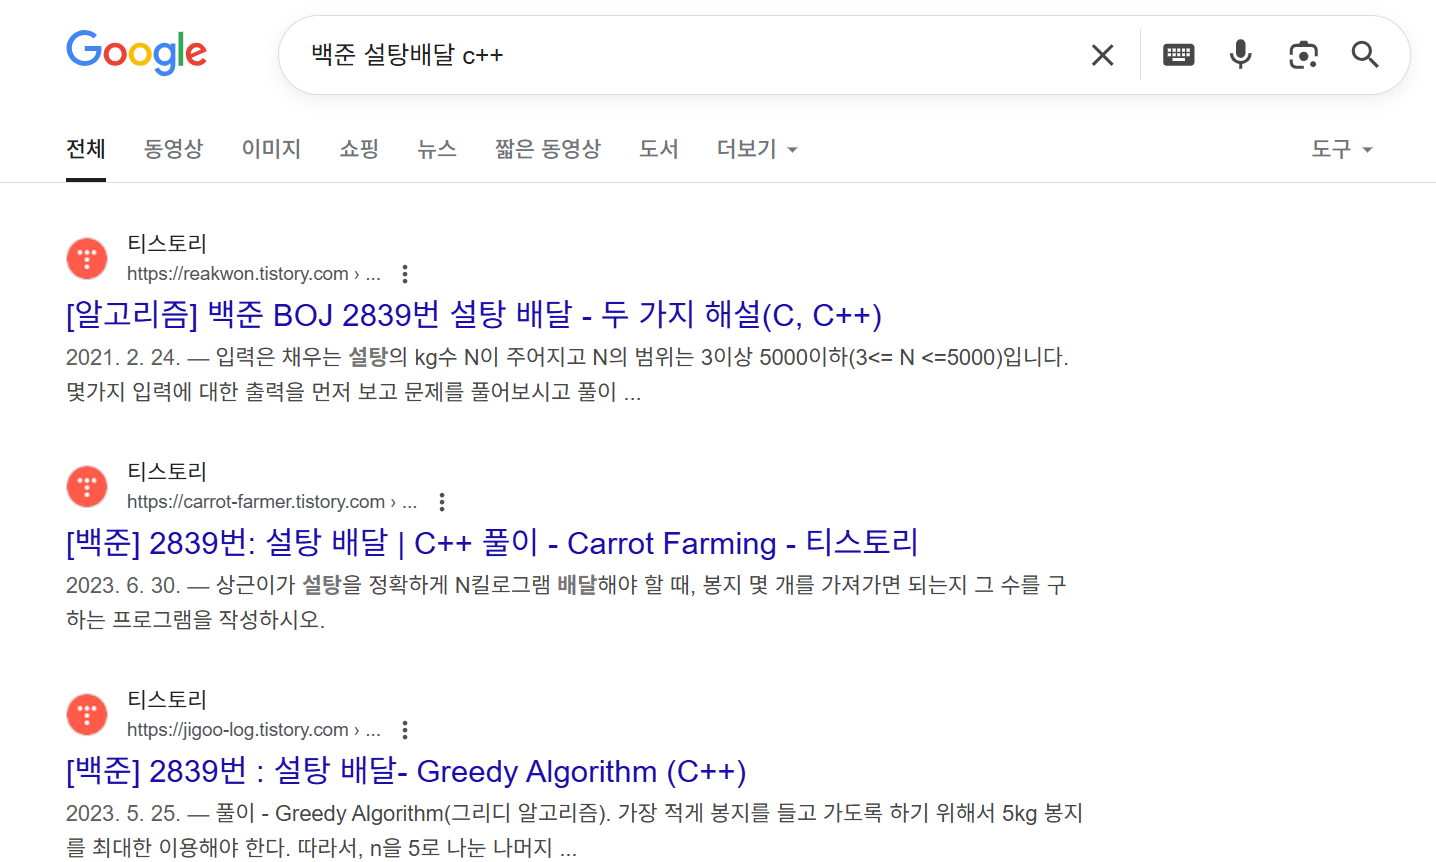 Google
백준 설탕배달 c++
전체 동영상 이미지 쇼핑 뉴스 짧은 동영상 도서 더보기 도구
티스토리
https://reakwon.tistory.com › ...
[알고리즘] 백준 BOJ 2839번 설탕 배달 - 두 가지 해설(C, C++)
2021. 2. 24. — 입력은 채우는 설탕의 kg수 N이 주어지고 N의 범위는 3이상 5000이하(3<= N <=5000)입니다.
몇가지 입력에 대한 출력을 먼저 보고 문제를 풀어보시고 풀이 ...
티스토리
https://carrot-farmer.tistory.com › ...
[백준] 2839번: 설탕 배달 | C++ 풀이 - Carrot Farming - 티스토리
2023. 6. 30. — 상근이가 설탕을 정확하게 N킬로그램 배달해야 할 때, 봉지 몇 개를 가져가면 되는지 그 수를 구
하는 프로그램을 작성하시오.
티스토리
https://jigoo-log.tistory.com › ...
[백준] 2839번 : 설탕 배달- Greedy Algorithm (C++)
2023. 5. 25. — 풀이 - Greedy Algorithm(그리디 알고리즘). 가장 적게 봉지를 들고 가도록 하기 위해서 5kg 봉지
를 최대한 이용해야 한다. 따라서, n을 5로 나눈 나머지 ...